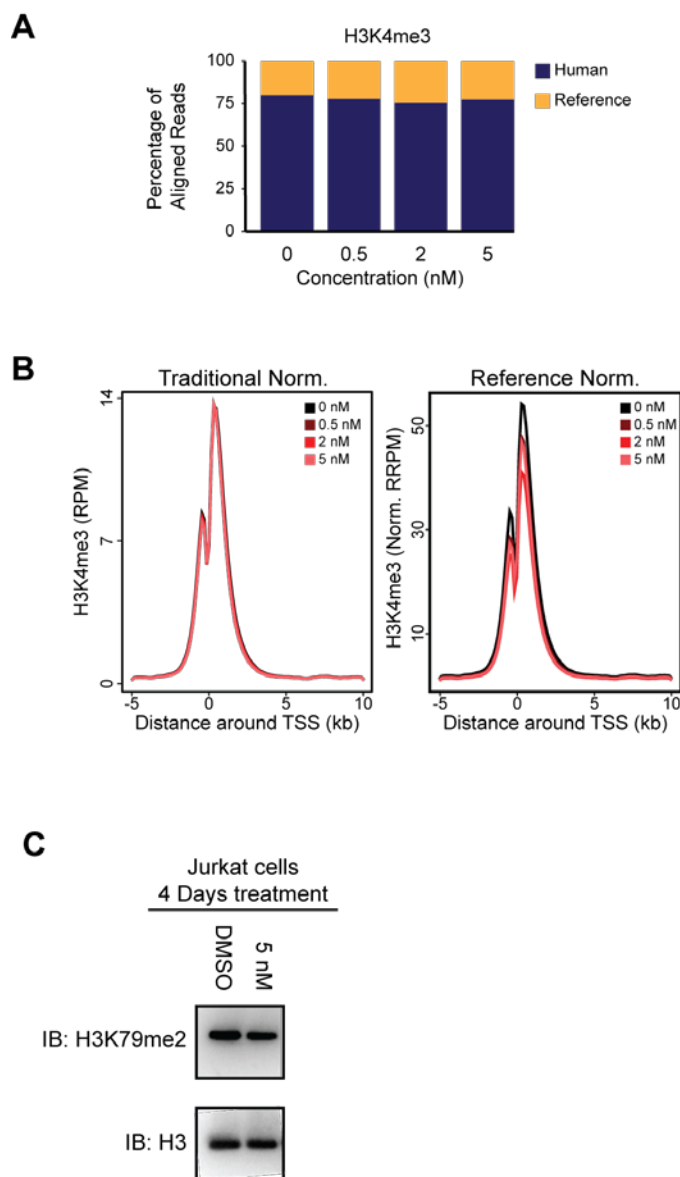 A
H3K4me3
Percentage of
Aligned Reads
100
75
50
25
0
Human
Reference
0 0.5 2 5
Concentration (nM)
B
Traditional Norm.
H3K4me3 (RPM)
14
7
0
0 nM
0.5 nM
2 nM
5 nM
-5 0 5 10
Distance around TSS (kb)
Reference Norm.
H3K4me3 (Norm. RRPM)
50
30
10
0 nM
0.5 nM
2 nM
5 nM
-5 0 5 10
Distance around TSS (kb)
C
Jurkat cells
4 Days treatment
DMSO
5 nM
IB: H3K79me2
IB: H3